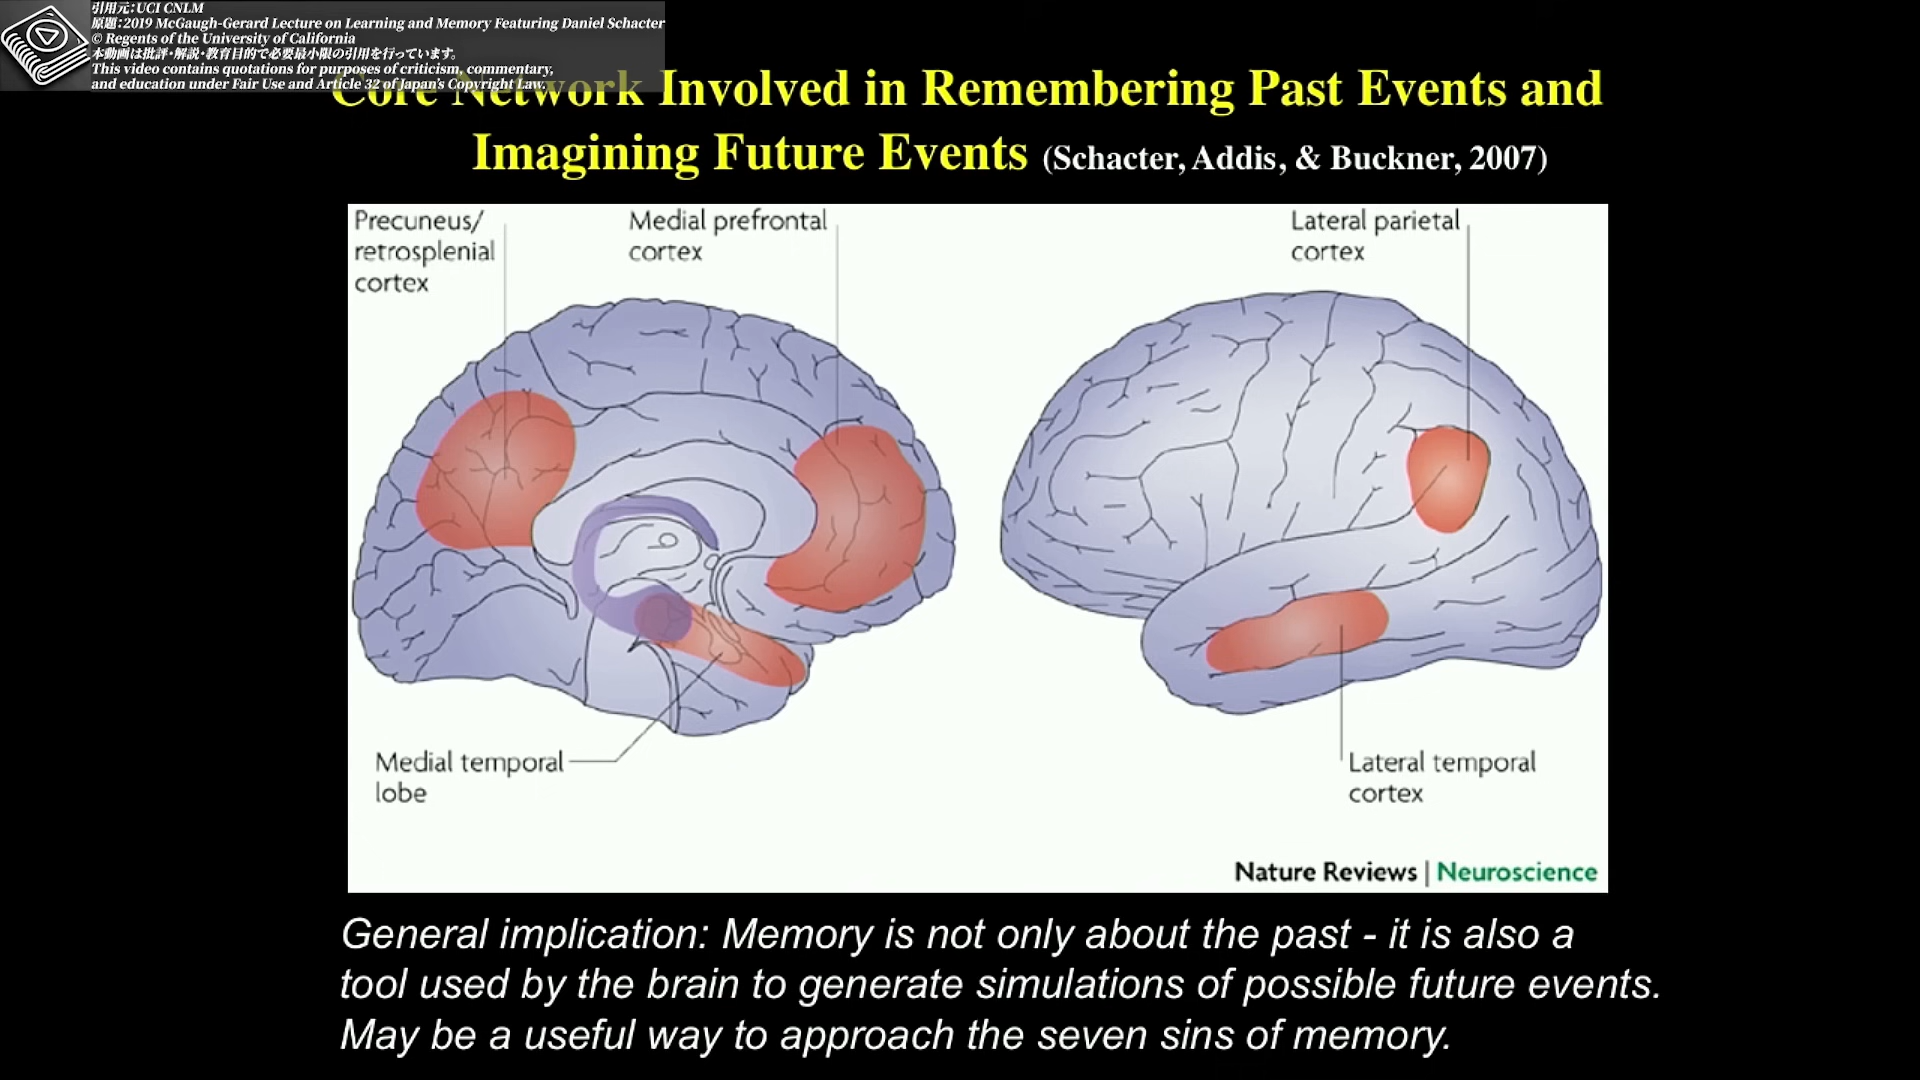 引用元:UCI CNLM
原題:2019 McGaugh-Gerard Lecture on Learning and Memory Featuring Daniel Schacter
© Regents of the University of California
本動画は批評・解説・教育目的で必要最小限の引用を行っています。
This video contains quotations for purposes of criticism, commentary,
and education under Fair Use and Article 32 of Japan's Copyright Law.
Core Network Involved in Remembering Past Events and
Imagining Future Events (Schacter, Addis, & Buckner, 2007)
Precuneus/
retrosplenial
cortex
Medial prefrontal
cortex
Lateral parietal
cortex
Medial temporal
lobe
Lateral temporal
cortex
Nature Reviews | Neuroscience
General implication: Memory is not only about the past - it is also a
tool used by the brain to generate simulations of possible future events.
May be a useful way to approach the seven sins of memory.